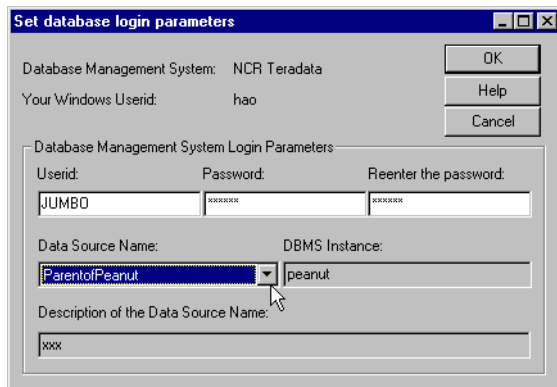 Set database login parameters
Database Management System: NCR Teradata
OK
Your Windows Userid: hao
Help
Cancel
Database Management System Login Parameters
Userid: Password: Reenter the password:
JUMBO ****** ******
Data Source Name: DBMS Instance:
ParentofPeanut peanut
Description of the Data Source Name:
xxx